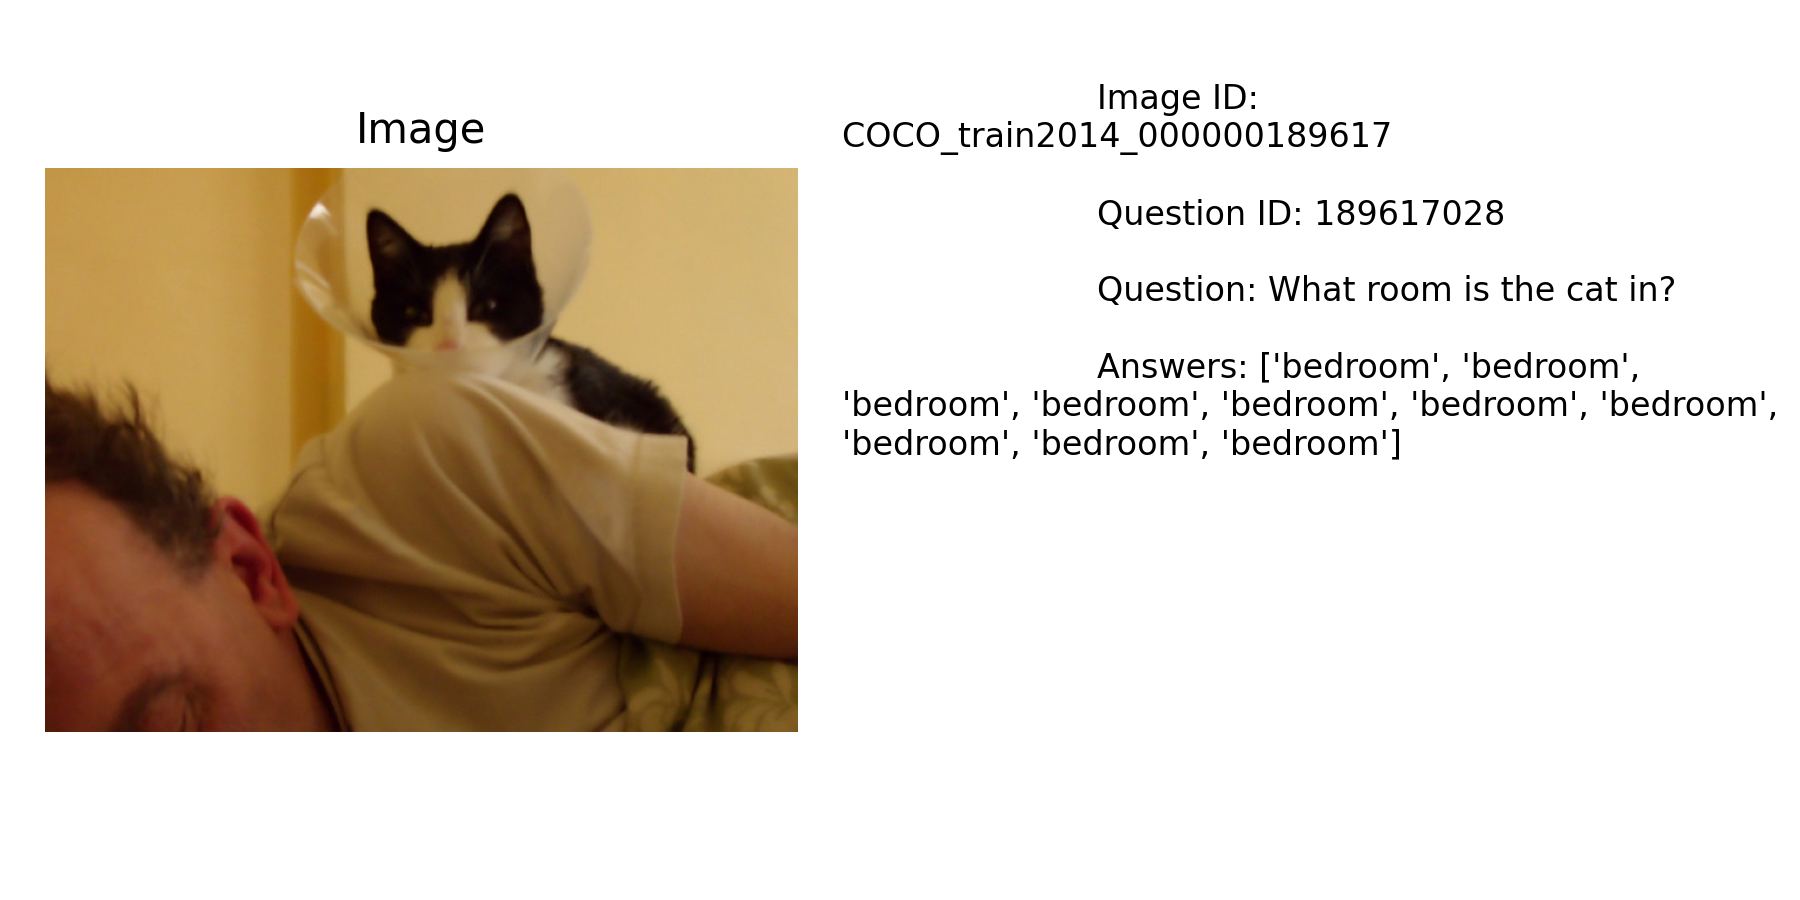 Image
Image ID:
COCO_train2014_000000189617
Question ID: 189617028
Question: What room is the cat in?
Answers: ['bedroom', 'bedroom',
'bedroom', 'bedroom', 'bedroom', 'bedroom', 'bedroom',
'bedroom', 'bedroom', 'bedroom']